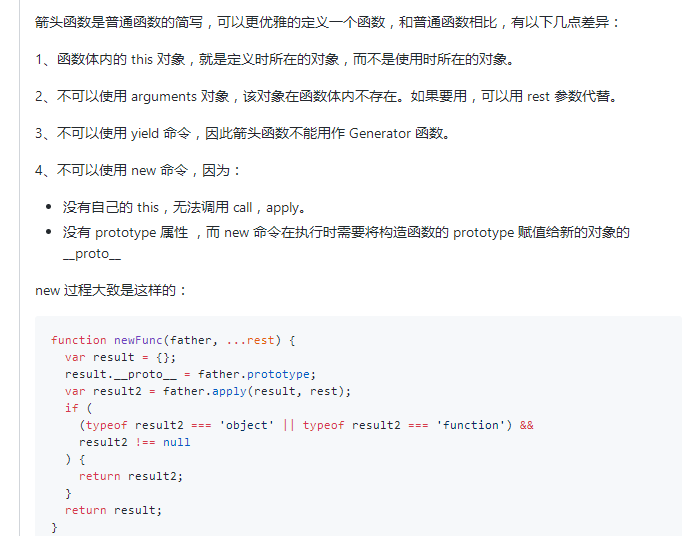 箭头函数是普通函数的简写，可以更优雅的定义一个函数，和普通函数相比，有以下几点差异：
1、函数体内的 this 对象，就是定义时所在的对象，而不是使用时所在的对象。
2、不可以使用 arguments 对象，该对象在函数体内不存在。如果要用，可以用 rest 参数代替。
3、不可以使用 yield 命令，因此箭头函数不能用作 Generator 函数。
4、不可以使用 new 命令，因为：
• 没有自己的 this，无法调用 call，apply。
• 没有 prototype 属性 ，而 new 命令在执行时需要将构造函数的 prototype 赋值给新的对象的
__proto__
new 过程大致是这样的：
function newFunc(father, ...rest) {
  var result = {};
  result.__proto__ = father.prototype;
  var result2 = father.apply(result, rest);
  if (
    (typeof result2 === 'object' || typeof result2 === 'function') &&
    result2 !== null
  ) {
    return result2;
  }
  return result;
}